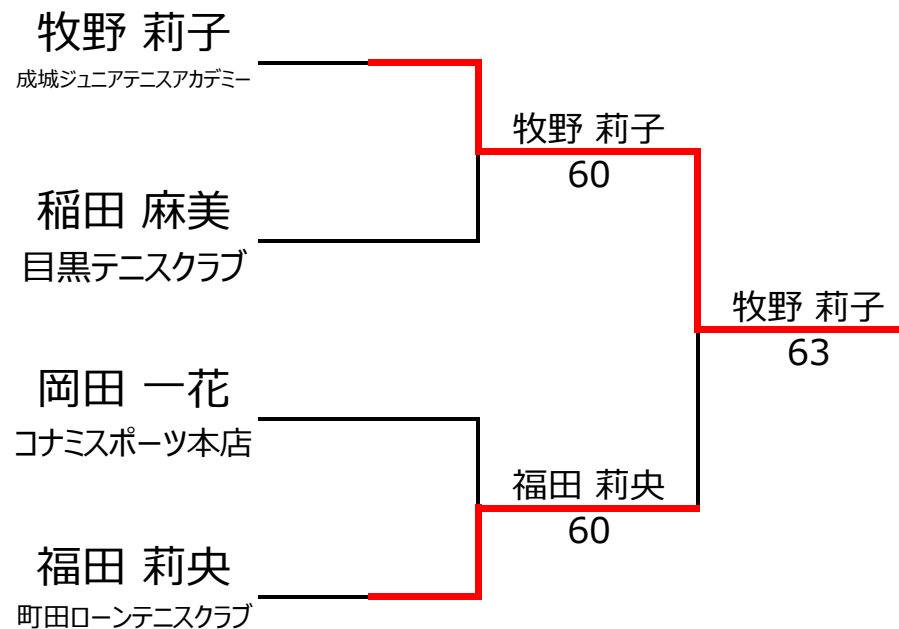 牧野 莉子
成城ジュニアテニスアカデミー
牧野 莉子
60
稲田 麻美
目黒テニスクラブ
牧野 莉子
63
岡田 一花
コナミスポーツ本店
福田 莉央
60
福田 莉央
町田ローンテニスクラブ